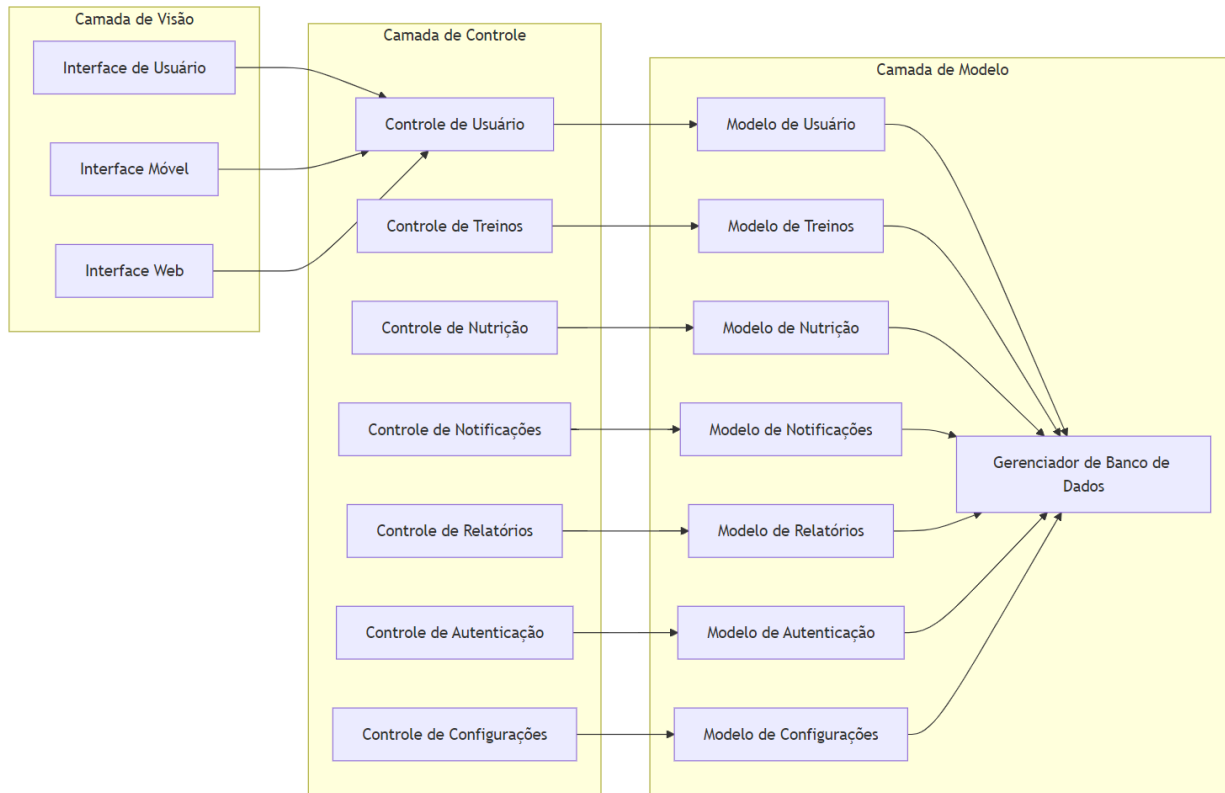 Camada de Visão
Interface de Usuário
Interface Móvel
Interface Web
Camada de Controle
Controle de Usuário
Controle de Treinos
Controle de Nutrição
Controle de Notificações
Controle de Relatórios
Controle de Autenticação
Controle de Configurações
Camada de Modelo
Modelo de Usuário
Modelo de Treinos
Modelo de Nutrição
Modelo de Notificações
Modelo de Relatórios
Modelo de Autenticação
Modelo de Configurações
Gerenciador de Banco de
Dados